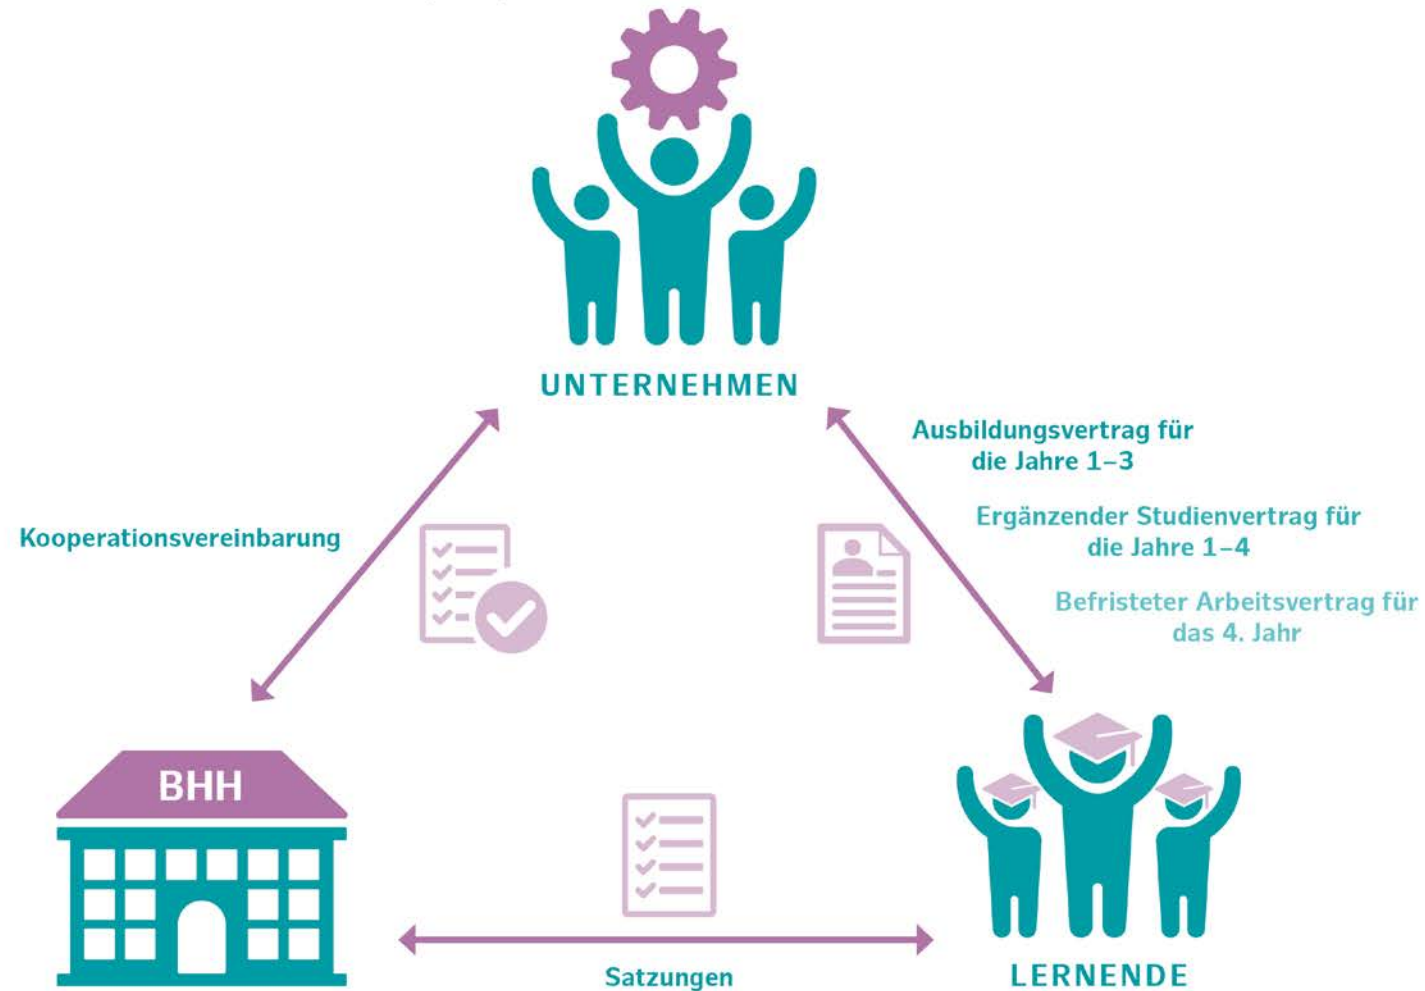 UNTERNEHMEN
Ausbildungsvertrag für
die Jahre 1–3
Ergänzender Studienvertrag für
die Jahre 1–4
Befristeter Arbeitsvertrag für
das 4. Jahr
Kooperationsvereinbarung
BHH
Satzungen
LERNENDE